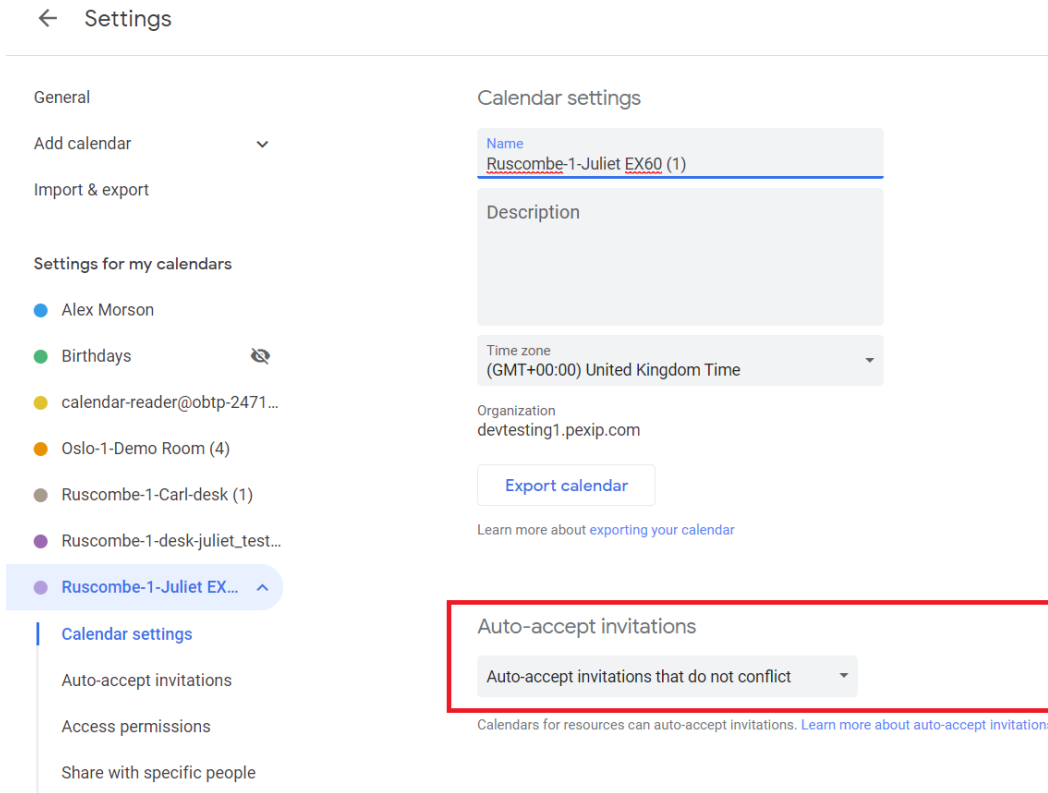 Settings
General
Add calendar
Import & export
Settings for my calendars
Alex Morson
Birthdays
calendar-reader@obtp-2471...
Oslo-1-Demo Room (4)
Ruscombe-1-Carl-desk (1)
Ruscombe-1-desk-juliet_test...
Ruscombe-1-Juliet EX...
Calendar settings
Auto-accept invitations
Access permissions
Share with specific people
Calendar settings
Name
Ruscombe-1-Juliet EX60 (1)
Description
Time zone
(GMT+00:00) United Kingdom Time
Organization
devtesting1.pexip.com
Export calendar
Learn more about exporting your calendar
Auto-accept invitations
Auto-accept invitations that do not conflict
Calendars for resources can auto-accept invitations. Learn more about auto-accept invitations